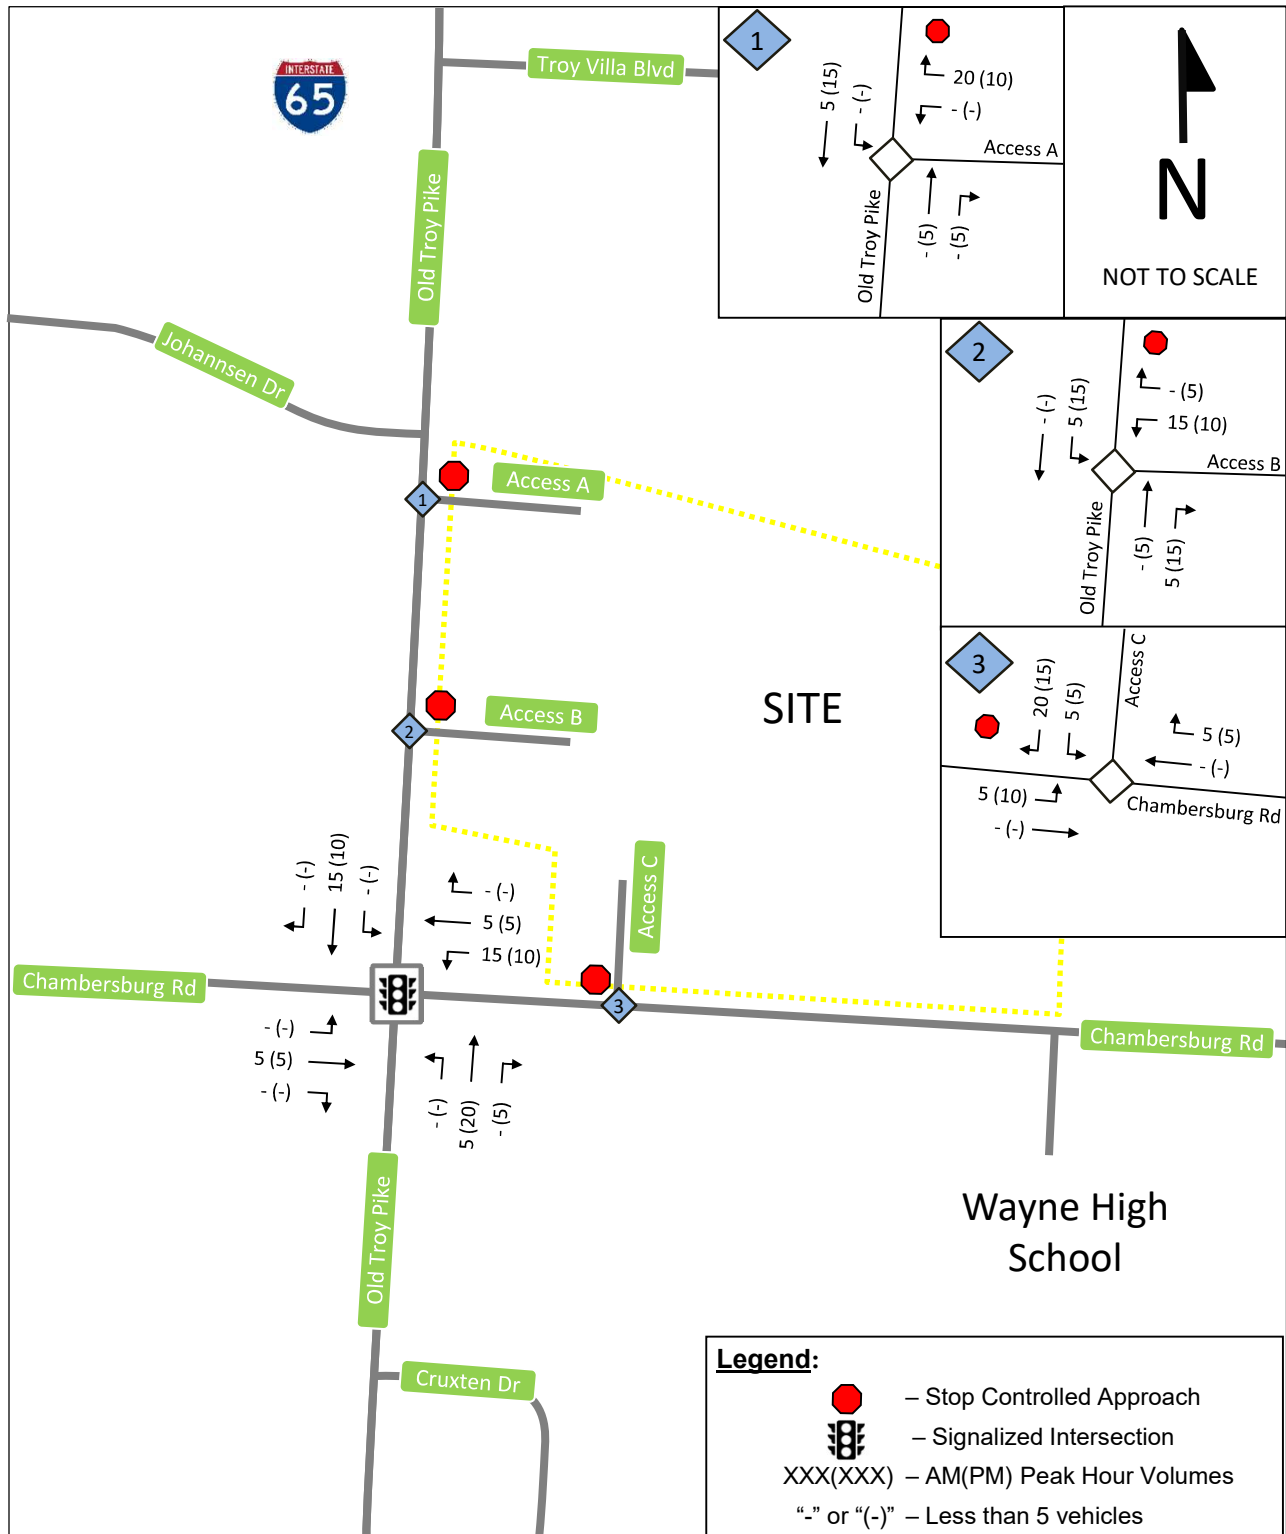 INTERSTATE
65
Troy Villa Blvd
Old Troy Pike
Johannsen Dr
1
5 (15)
- (-)
20 (10)
- (-)
Access A
Old Troy Pike
- (5)
- (5)
N
NOT TO SCALE
2
- (-)
5 (15)
- (5)
15 (10)
Access B
Old Troy Pike
- (5)
5 (15)
3
20 (15)
5 (5)
Access C
5 (5)
- (-)
5 (10)
- (-)
Chambersburg Rd
1
Access A
2
Access B
SITE
Access C
3
- (-)
15 (10)
- (-)
- (-)
5 (5)
15 (10)
Chambersburg Rd
- (-)
5 (5)
- (-)
- (-)
5 (20)
- (5)
Chambersburg Rd
Old Troy Pike
Wayne High
School
Cruxten Dr
Legend:
– Stop Controlled Approach
– Signalized Intersection
XXX(XXX) – AM(PM) Peak Hour Volumes
“-” or “(-)” – Less than 5 vehicles